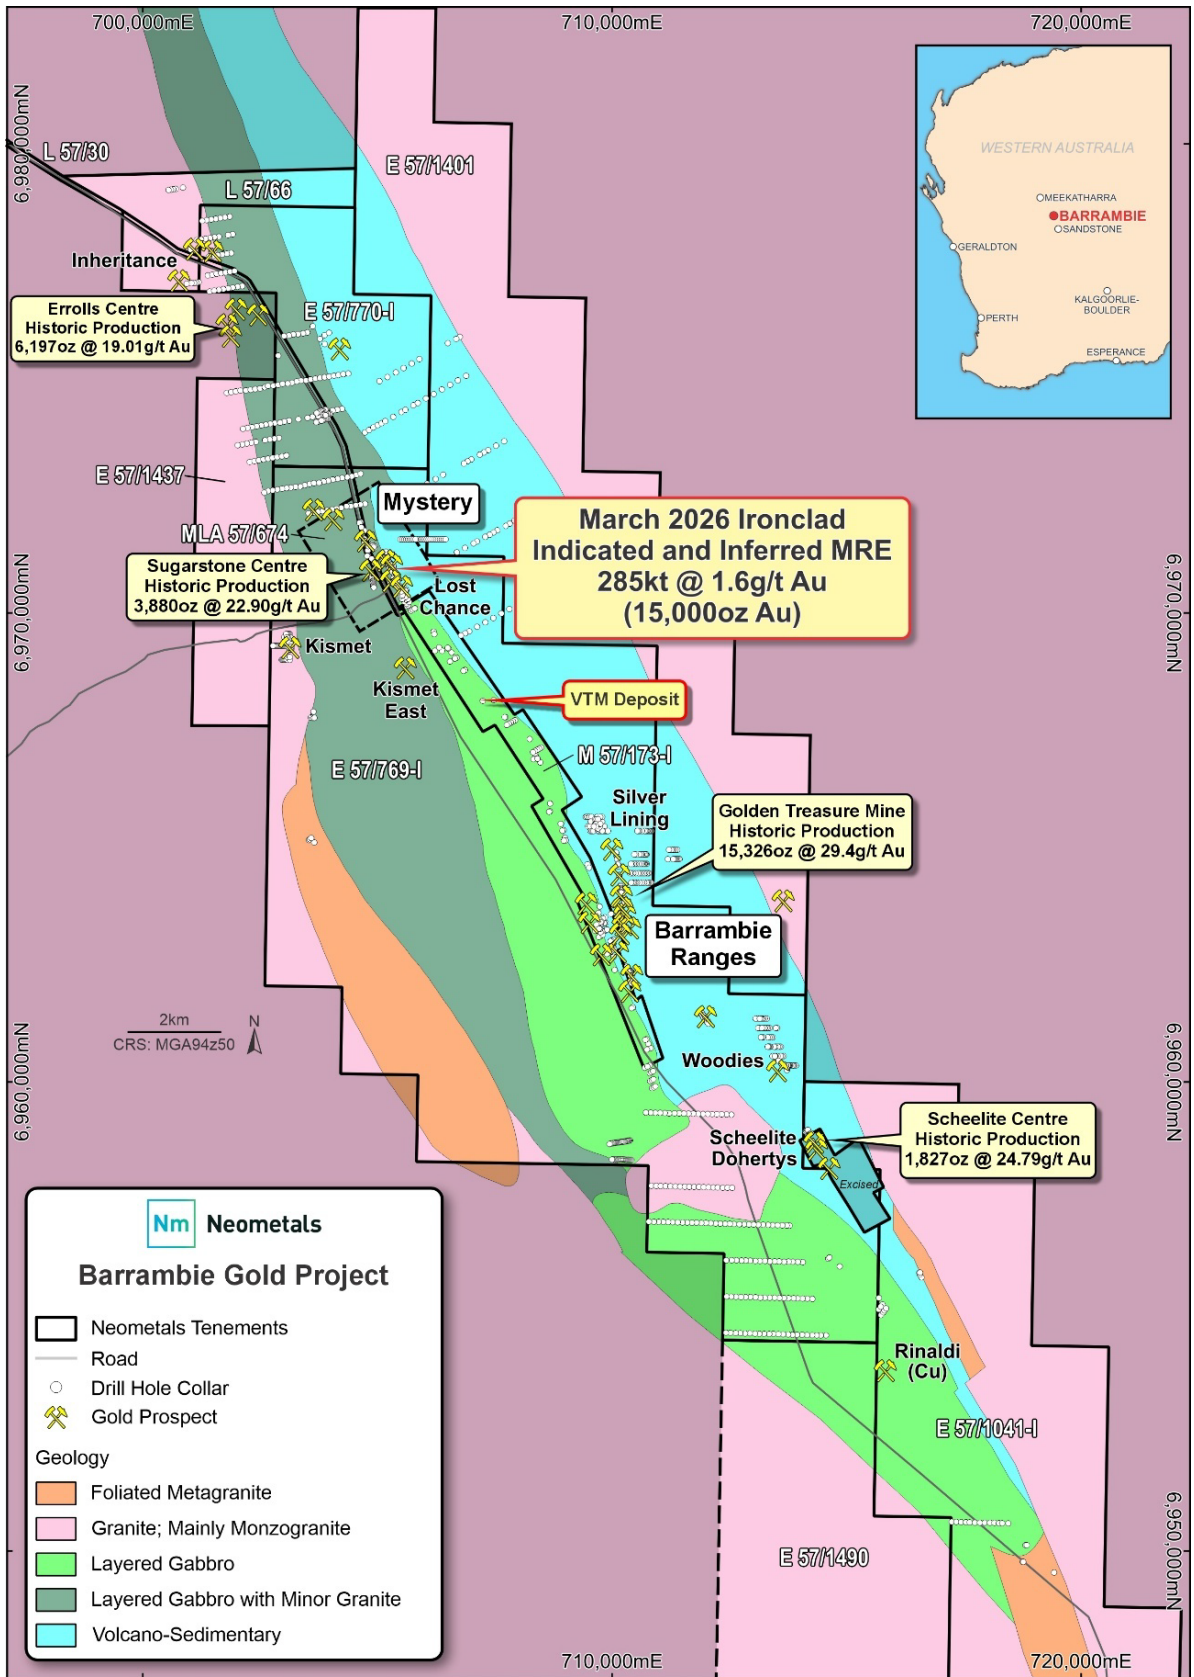 700,000mE
710,000mE
720,000mE
6,980,000mN
L 57/30
L 57/66
E 57/1401
WESTERN AUSTRALIA
MEEKATHARRA
BARRAMBIE
SANDSTONE
GERALDTON
KALGOORLIE-
BOULDER
PERTH
ESPERANCE
Inheritance
E 57/770-I
Errolls Centre
Historic Production
6,197oz @ 19.01g/t Au
E 57/1437
Mystery
MLA 57/674
March 2026 Ironclad
Indicated and Inferred MRE
285kt @ 1.6g/t Au
(15,000oz Au)
Sugarstone Centre
Historic Production
3,880oz @ 22.90g/t Au
Lost
Chance
6,970,000mN
6,970,000mN
Kismet
Kismet
East
VTM Deposit
M 57/173-I
E 57/769-I
Silver
Lining
Golden Treasure Mine
Historic Production
15,326oz @ 29.4g/t Au
Barrambie
Ranges
2km
N
CRS: MGA94z50
Woodies
6,960,000mN
6,960,000mN
Scheelite
Dohertys
Scheelite Centre
Historic Production
1,827oz @ 24.79g/t Au
Excised
Nm Neometals
Barrambie Gold Project
Neometals Tenements
Road
Drill Hole Collar
Gold Prospect
Geology
Foliated Metagranite
Granite; Mainly Monzogranite
Layered Gabbro
Layered Gabbro with Minor Granite
Volcano-Sedimentary
Rinaldi
(Cu)
E 57/1041-I
6,950,000mN
E 57/1490
710,000mE
720,000mE